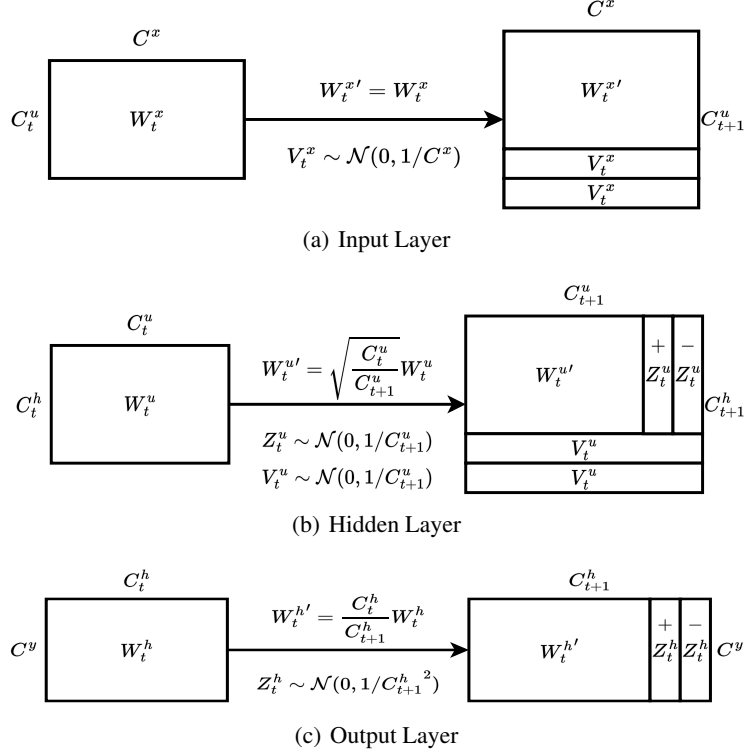 C^x C^x
C_t^u W_t^x W_t^x′ = W_t^x W_t^x′ C_{t+1}^u
V_t^x ∼ N(0, 1/C^x) V_t^x
V_t^x
(a) Input Layer
C_t^u C_{t+1}^u
C_t^h W_t^u W_t^u′ = √(C_t^u / C_{t+1}^u) W_t^u W_t^u′ + Z_t^u − Z_t^u C_{t+1}^h
Z_t^u ∼ N(0, 1/C_{t+1}^u) V_t^u
V_t^u ∼ N(0, 1/C_{t+1}^u) V_t^u
(b) Hidden Layer
C_t^h C_{t+1}^h
C^y W_t^h W_t^h′ = C_t^h / C_{t+1}^h W_t^h W_t^h′ + Z_t^h − Z_t^h C^y
Z_t^h ∼ N(0, 1/C_{t+1}^h ^2)
(c) Output Layer